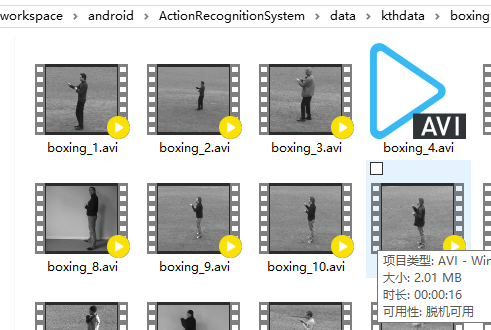 workspace > android > ActionRecognitionSystem > data > kthdata > boxing
AVI
boxing_1.avi
boxing_2.avi
boxing_3.avi
boxing_4.avi
boxing_8.avi
boxing_9.avi
boxing_10.avi
项目类型: AVI - Win
大小: 2.01 MB
时长: 00:00:16
可用性: 脱机可用